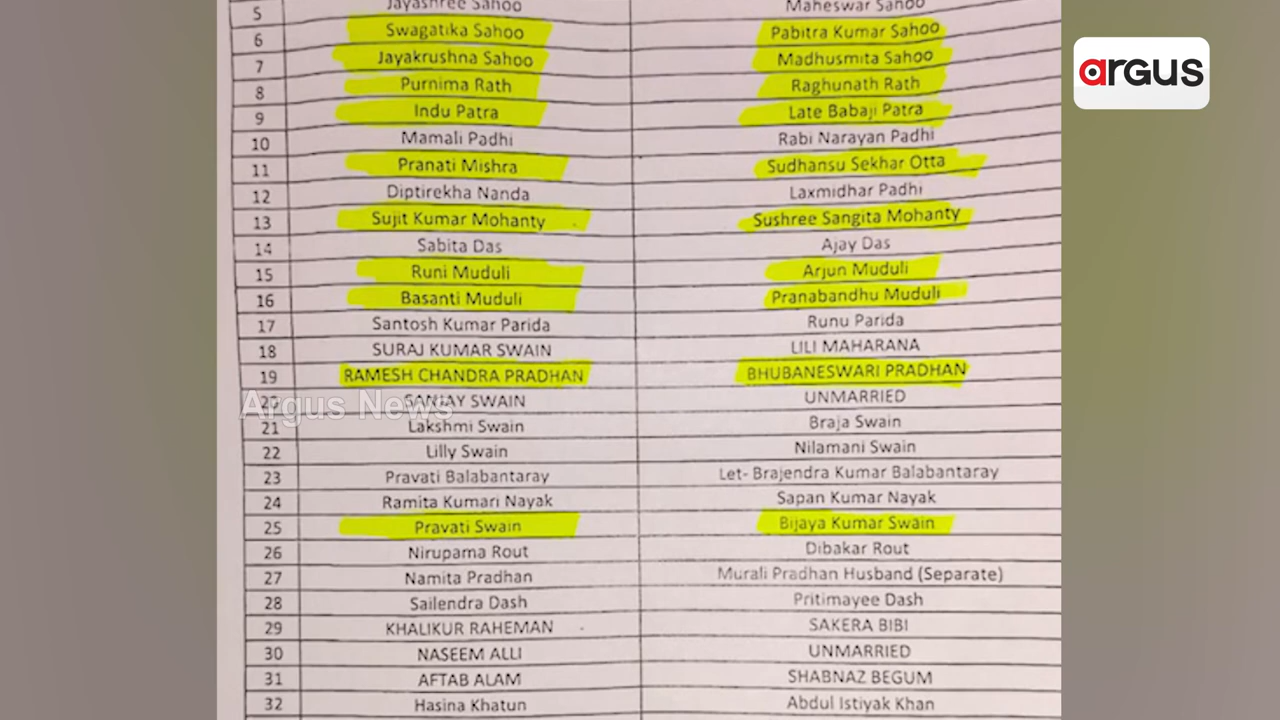 5 Jayashree Sahoo Maheswar Sahoo
6 Swagatika Sahoo Pabitra Kumar Sahoo
7 Jayakrushna Sahoo Madhusmita Sahoo
8 Purnima Rath Raghunath Rath
9 Indu Patra Late Babaji Patra
10 Mamali Padhi Rabi Narayan Padhi
11 Pranati Mishra Sudhansu Sekhar Otta
12 Diptirekha Nanda Laxmidhar Padhi
13 Sujit Kumar Mohanty Sushree Sangita Mohanty
14 Sabita Das Ajay Das
15 Runi Muduli Arjun Muduli
16 Basanti Muduli Pranabandhu Muduli
17 Santosh Kumar Parida Runu Parida
18 SURAJ KUMAR SWAIN LILI MAHARANA
19 RAMESH CHANDRA PRADHAN BHUBANESWARI PRADHAN
20 SANJAY SWAIN UNMARRIED
21 Lakshmi Swain Braja Swain
22 Lilly Swain Nilamani Swain
23 Pravati Balabantaray Let- Brajendra Kumar Balabantaray
24 Ramita Kumari Nayak Sapan Kumar Nayak
25 Pravati Swain Bijaya Kumar Swain
26 Nirupama Rout Dibakar Rout
27 Namita Pradhan Murali Pradhan Husband (Separate)
28 Sailendra Dash Pritimayee Dash
29 KHALIKUR RAHEMAN SAKERA BIBI
30 NASEEM ALLI UNMARRIED
31 AFTAB ALAM SHABNAZ BEGUM
32 Hasina Khatun Abdul Istiyak Khan
argus
Argus News